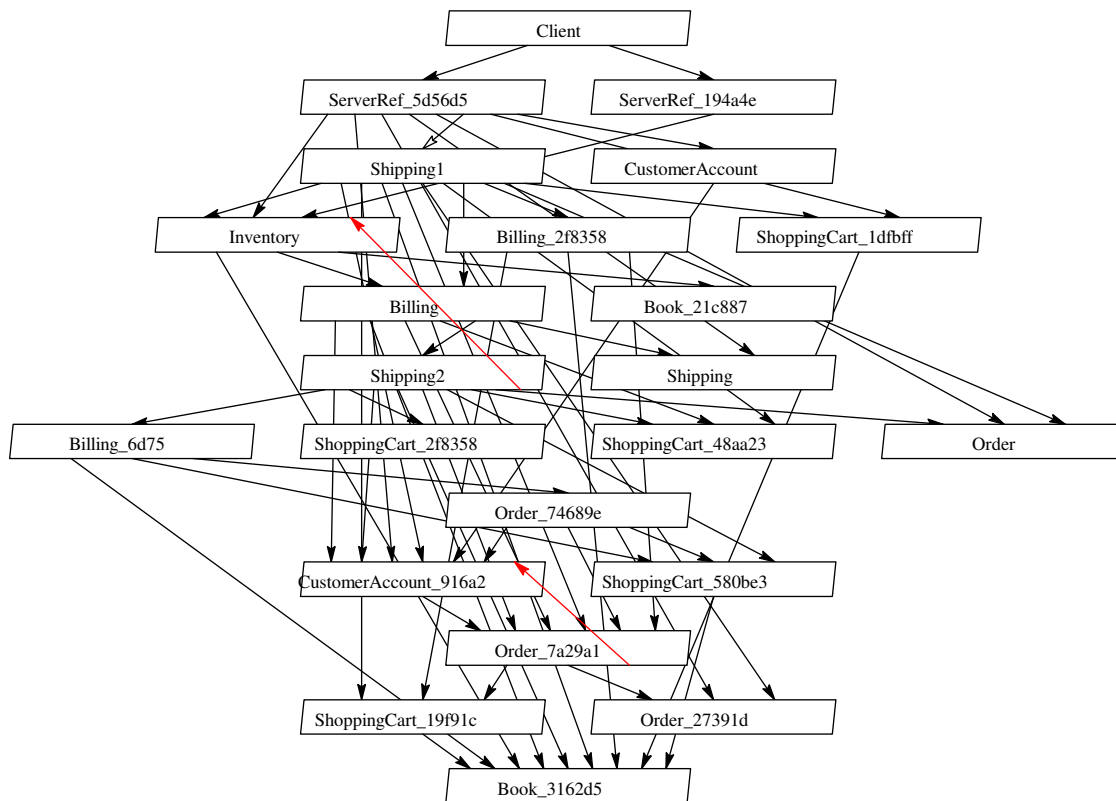 Client
ServerRef_5d56d5
ServerRef_194a4e
Shipping1
CustomerAccount
Inventory
Billing_2f8358
ShoppingCart_1dfbff
Billing
Book_21c887
Shipping2
Shipping
Billing_6d75
ShoppingCart_2f8358
ShoppingCart_48aa23
Order
Order_74689e
CustomerAccount_916a2
ShoppingCart_580be3
Order_7a29a1
ShoppingCart_19f91c
Order_27391d
Book_3162d5